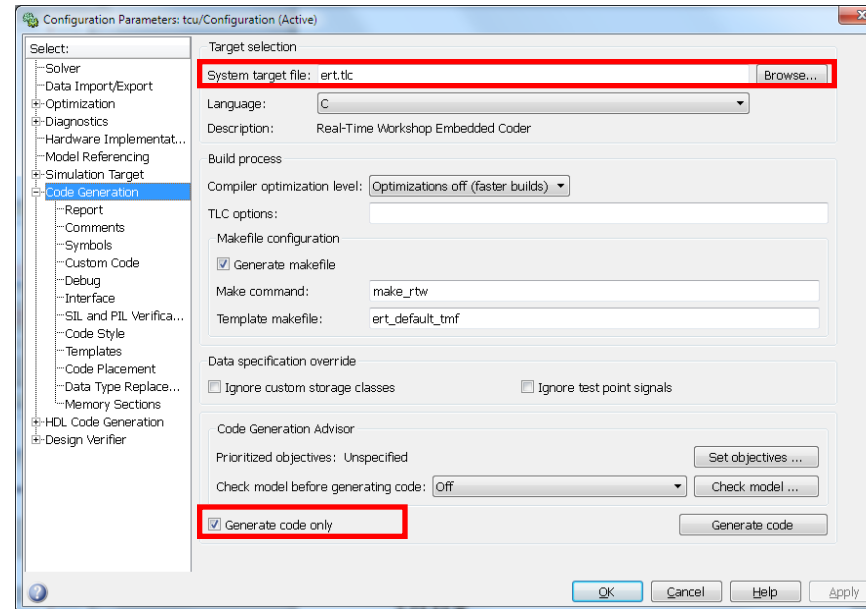 Configuration Parameters: tcu/Configuration (Active)
Select:
Solver
Data Import/Export
Optimization
Diagnostics
Hardware Implementat...
Model Referencing
Simulation Target
Code Generation
Report
Comments
Symbols
Custom Code
Debug
Interface
SIL and PIL Verifica...
Code Style
Templates
Code Placement
Data Type Replace...
Memory Sections
HDL Code Generation
Design Verifier
Target selection
System target file: ert.tlc Browse...
Language: C
Description: Real-Time Workshop Embedded Coder
Build process
Compiler optimization level: Optimizations off (faster builds)
TLC options:
Makefile configuration
Generate makefile
Make command: make_rtw
Template makefile: ert_default_tmf
Data specification override
Ignore custom storage classes Ignore test point signals
Code Generation Advisor
Prioritized objectives: Unspecified Set objectives ...
Check model before generating code: Off Check model ...
Generate code only Generate code
OK Cancel Help Apply